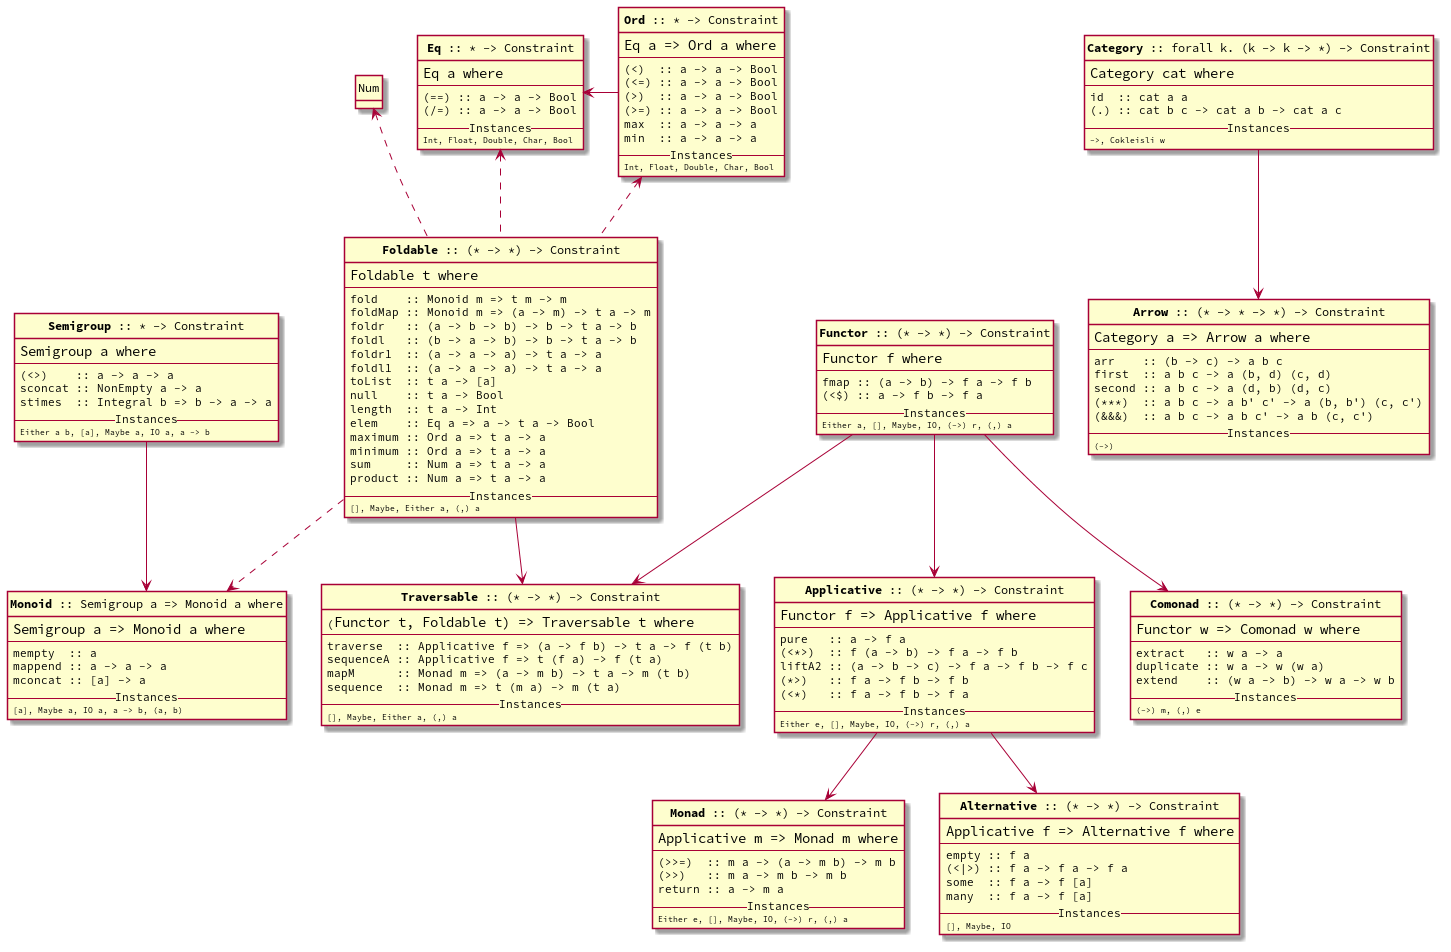 Num
Eq :: * -> Constraint
Eq a where
(==) :: a -> a -> Bool
(/=) :: a -> a -> Bool
Instances
Int, Float, Double, Char, Bool
Ord :: * -> Constraint
Eq a => Ord a where
(<)  :: a -> a -> Bool
(<=) :: a -> a -> Bool
(>)  :: a -> a -> Bool
(>=) :: a -> a -> Bool
max  :: a -> a -> a
min  :: a -> a -> a
Instances
Int, Float, Double, Char, Bool
Category :: forall k. (k -> k -> *) -> Constraint
Category cat where
id  :: cat a a
(.) :: cat b c -> cat a b -> cat a c
Instances
->, Cokleisli w
Foldable :: (* -> *) -> Constraint
Foldable t where
fold    :: Monoid m => t m -> m
foldMap :: Monoid m => (a -> m) -> t a -> m
foldr   :: (a -> b -> b) -> b -> t a -> b
foldl   :: (b -> a -> b) -> b -> t a -> b
foldr1  :: (a -> a -> a) -> t a -> a
foldl1  :: (a -> a -> a) -> t a -> a
toList  :: t a -> [a]
null    :: t a -> Bool
length  :: t a -> Int
elem    :: Eq a => a -> t a -> Bool
maximum :: Ord a => t a -> a
minimum :: Ord a => t a -> a
sum     :: Num a => t a -> a
product :: Num a => t a -> a
Instances
[], Maybe, Either a, (,) a
Semigroup :: * -> Constraint
Semigroup a where
(<>)    :: a -> a -> a
sconcat :: NonEmpty a -> a
stimes  :: Integral b => b -> a -> a
Instances
Either a b, [a], Maybe a, IO a, a -> b
Functor :: (* -> *) -> Constraint
Functor f where
fmap :: (a -> b) -> f a -> f b
(<$) :: a -> f b -> f a
Instances
Either a, [], Maybe, IO, (->) r, (,) a
Arrow :: (* -> * -> *) -> Constraint
Category a => Arrow a where
arr    :: (b -> c) -> a b c
first  :: a b c -> a (b, d) (c, d)
second :: a b c -> a (d, b) (d, c)
(***)  :: a b c -> a b' c' -> a (b, b') (c, c')
(&&&)  :: a b c -> a b c' -> a b (c, c')
Instances
(->)
Monoid :: Semigroup a => Monoid a where
Semigroup a => Monoid a where
mempty  :: a
mappend :: a -> a -> a
mconcat :: [a] -> a
Instances
[a], Maybe a, IO a, a -> b, (a, b)
Traversable :: (* -> *) -> Constraint
(Functor t, Foldable t) => Traversable t where
traverse  :: Applicative f => (a -> f b) -> t a -> f (t b)
sequenceA :: Applicative f => t (f a) -> f (t a)
mapM      :: Monad m => (a -> m b) -> t a -> m (t b)
sequence  :: Monad m => t (m a) -> m (t a)
Instances
[], Maybe, Either a, (,) a
Applicative :: (* -> *) -> Constraint
Functor f => Applicative f where
pure   :: a -> f a
(<*>)  :: f (a -> b) -> f a -> f b
liftA2 :: (a -> b -> c) -> f a -> f b -> f c
(*>)   :: f a -> f b -> f b
(<*)   :: f a -> f b -> f a
Instances
Either e, [], Maybe, IO, (->) r, (,) a
Comonad :: (* -> *) -> Constraint
Functor w => Comonad w where
extract   :: w a -> a
duplicate :: w a -> w (w a)
extend    :: (w a -> b) -> w a -> w b
Instances
(->) m, (,) e
Monad :: (* -> *) -> Constraint
Applicative m => Monad m where
(>>=)  :: m a -> (a -> m b) -> m b
(>>)   :: m a -> m b -> m b
return :: a -> m a
Instances
Either e, [], Maybe, IO, (->) r, (,) a
Alternative :: (* -> *) -> Constraint
Applicative f => Alternative f where
empty :: f a
(<|>) :: f a -> f a -> f a
some  :: f a -> f [a]
many  :: f a -> f [a]
Instances
[], Maybe, IO